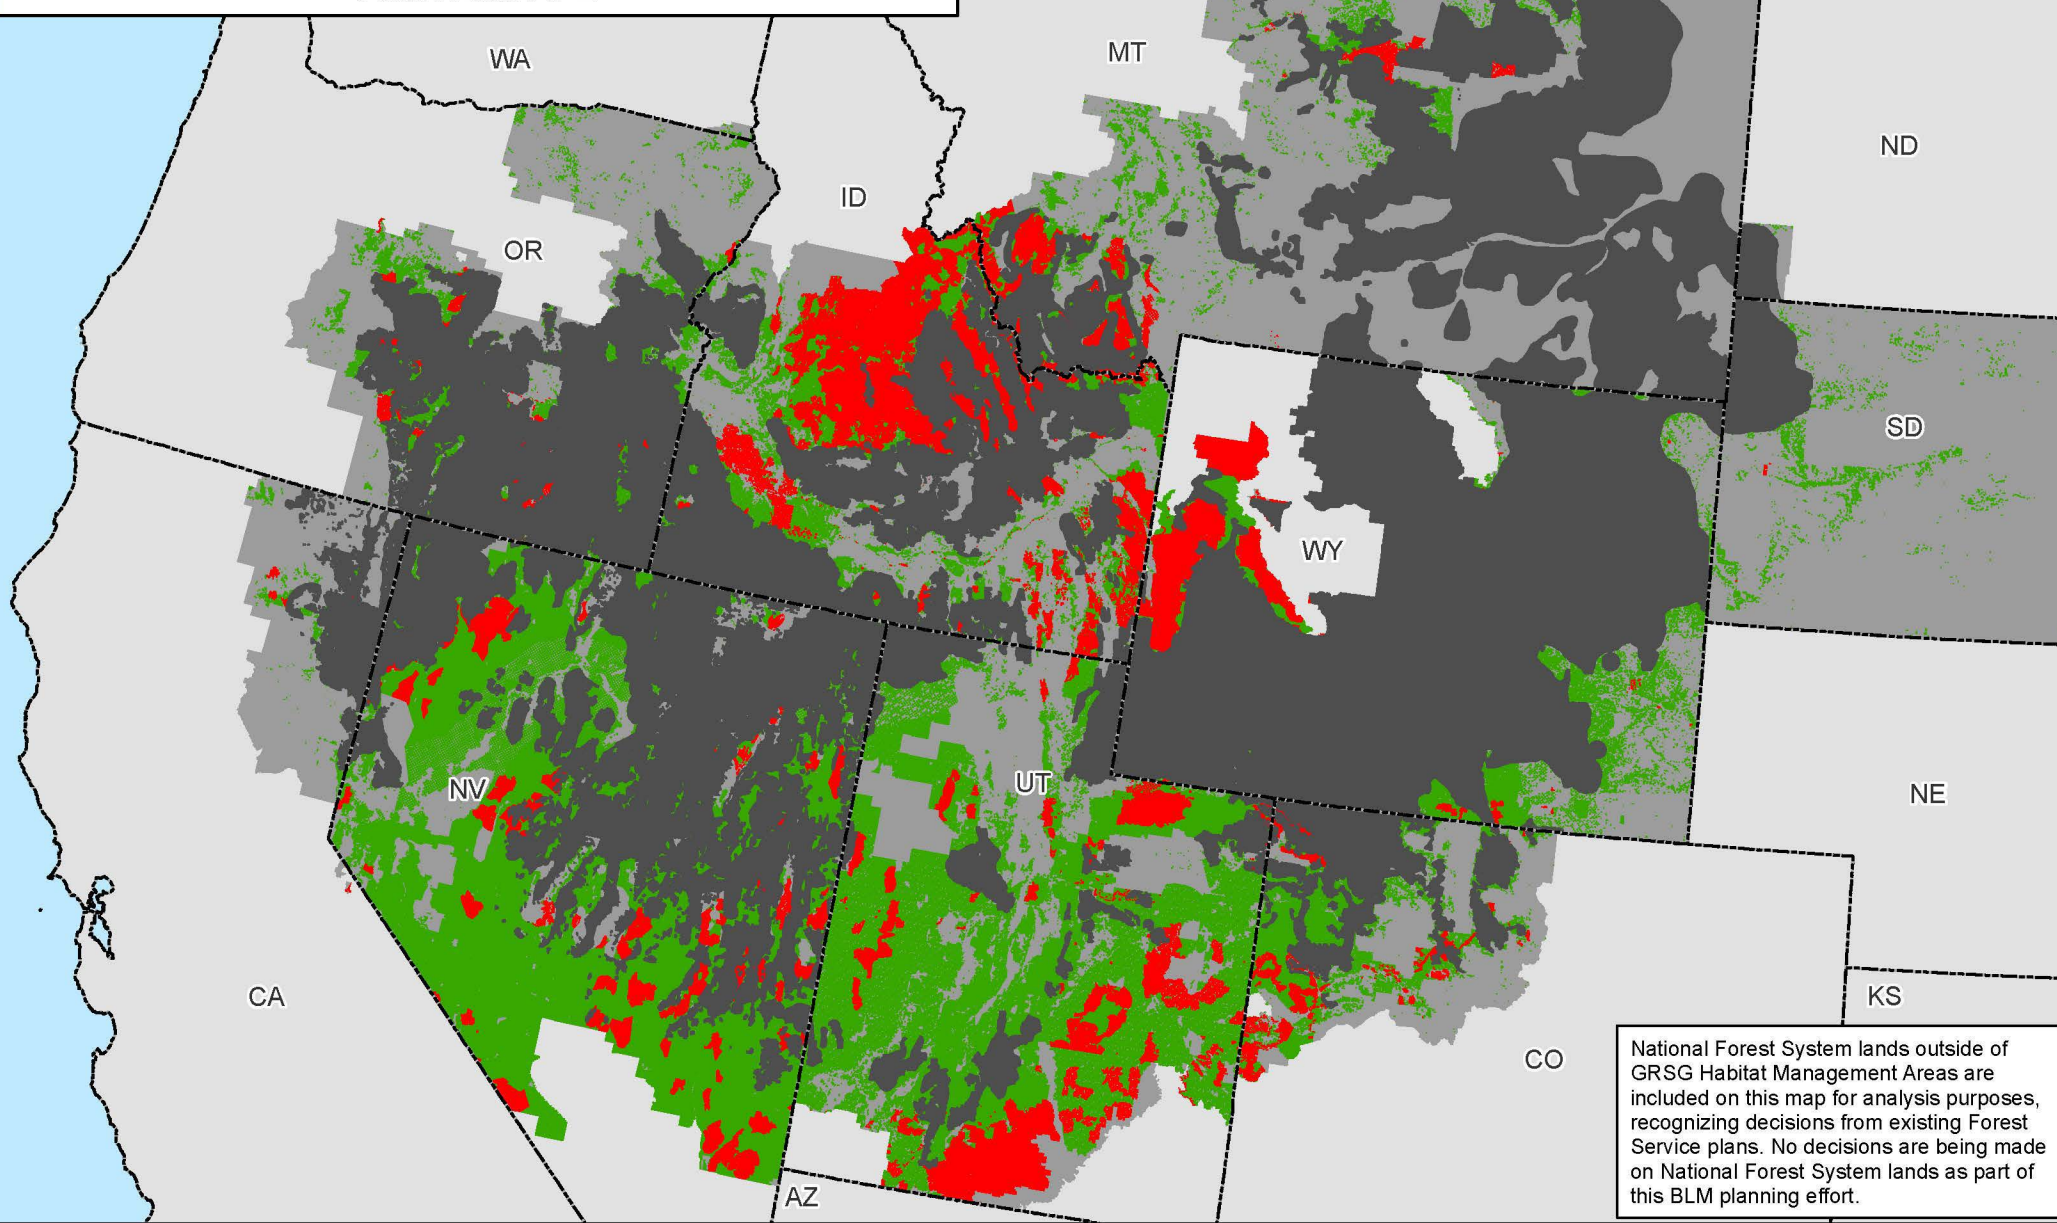 WA
MT
ND
ID
OR
SD
WY
NV
UT
NE
CA
KS
CO
AZ
National Forest System lands outside of
GRSG Habitat Management Areas are
included on this map for analysis purposes,
recognizing decisions from existing Forest
Service plans. No decisions are being made
on National Forest System lands as part of
this BLM planning effort.